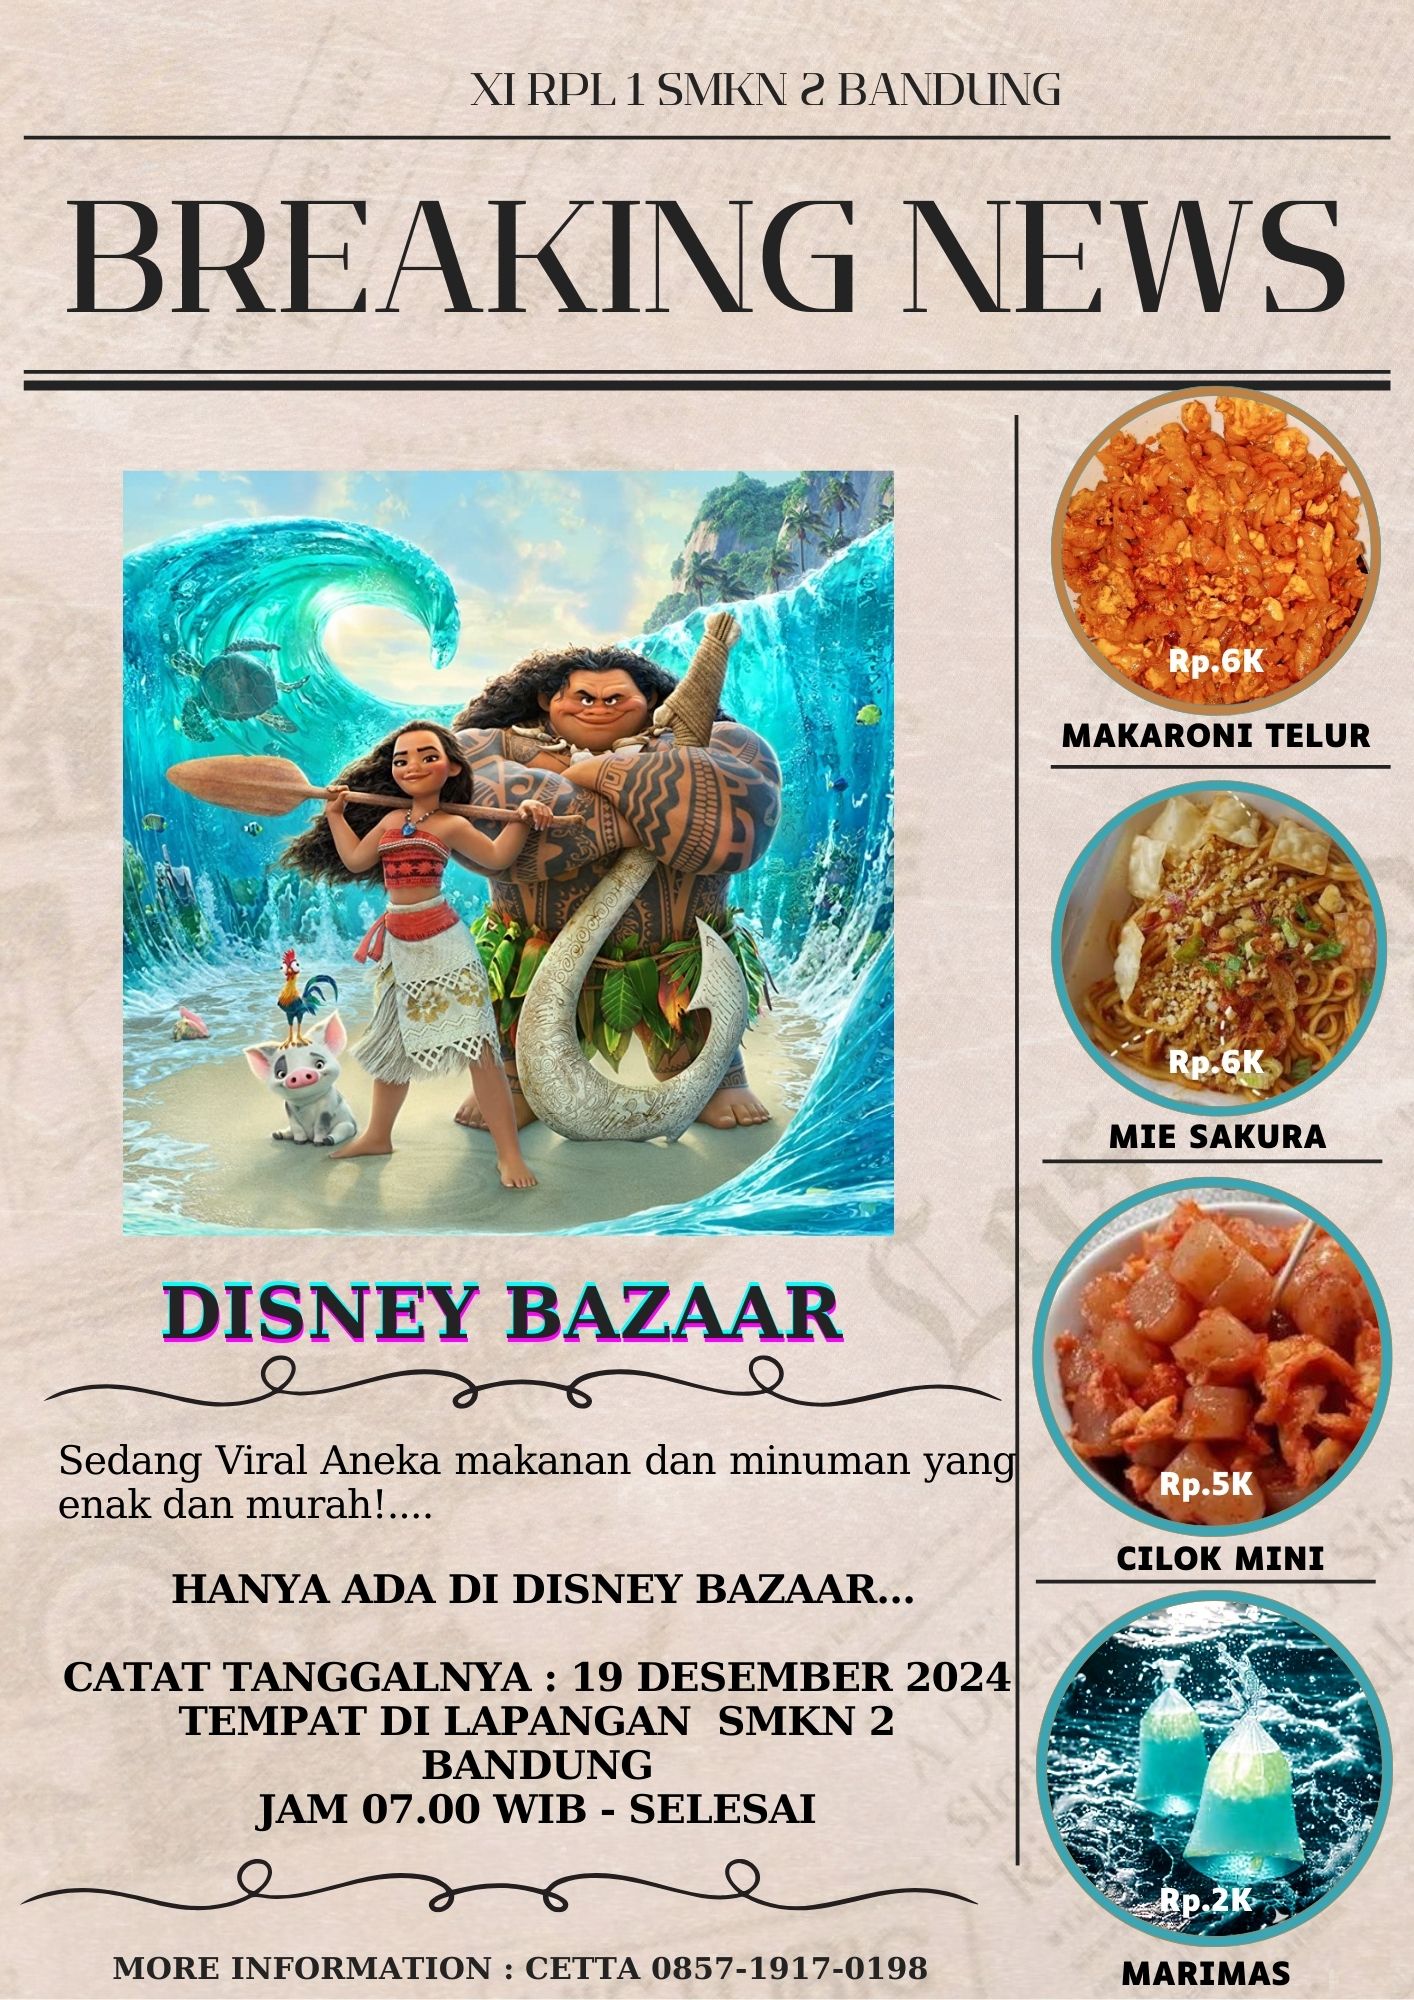 XI RPL 1 SMKN 2 BANDUNG
BREAKING NEWS
DISNEY BAZAAR
Sedang Viral Aneka makanan dan minuman yang
enak dan murah!....
HANYA ADA DI DISNEY BAZAAR...
CATAT TANGGALNYA : 19 DESEMBER 2024
TEMPAT DI LAPANGAN SMKN 2
BANDUNG
JAM 07.00 WIB - SELESAI
MORE INFORMATION : CETTA 0857-1917-0198
Rp.6K
MAKARONI TELUR
Rp.6K
MIE SAKURA
Rp.5K
CILOK MINI
Rp.2K
MARIMAS